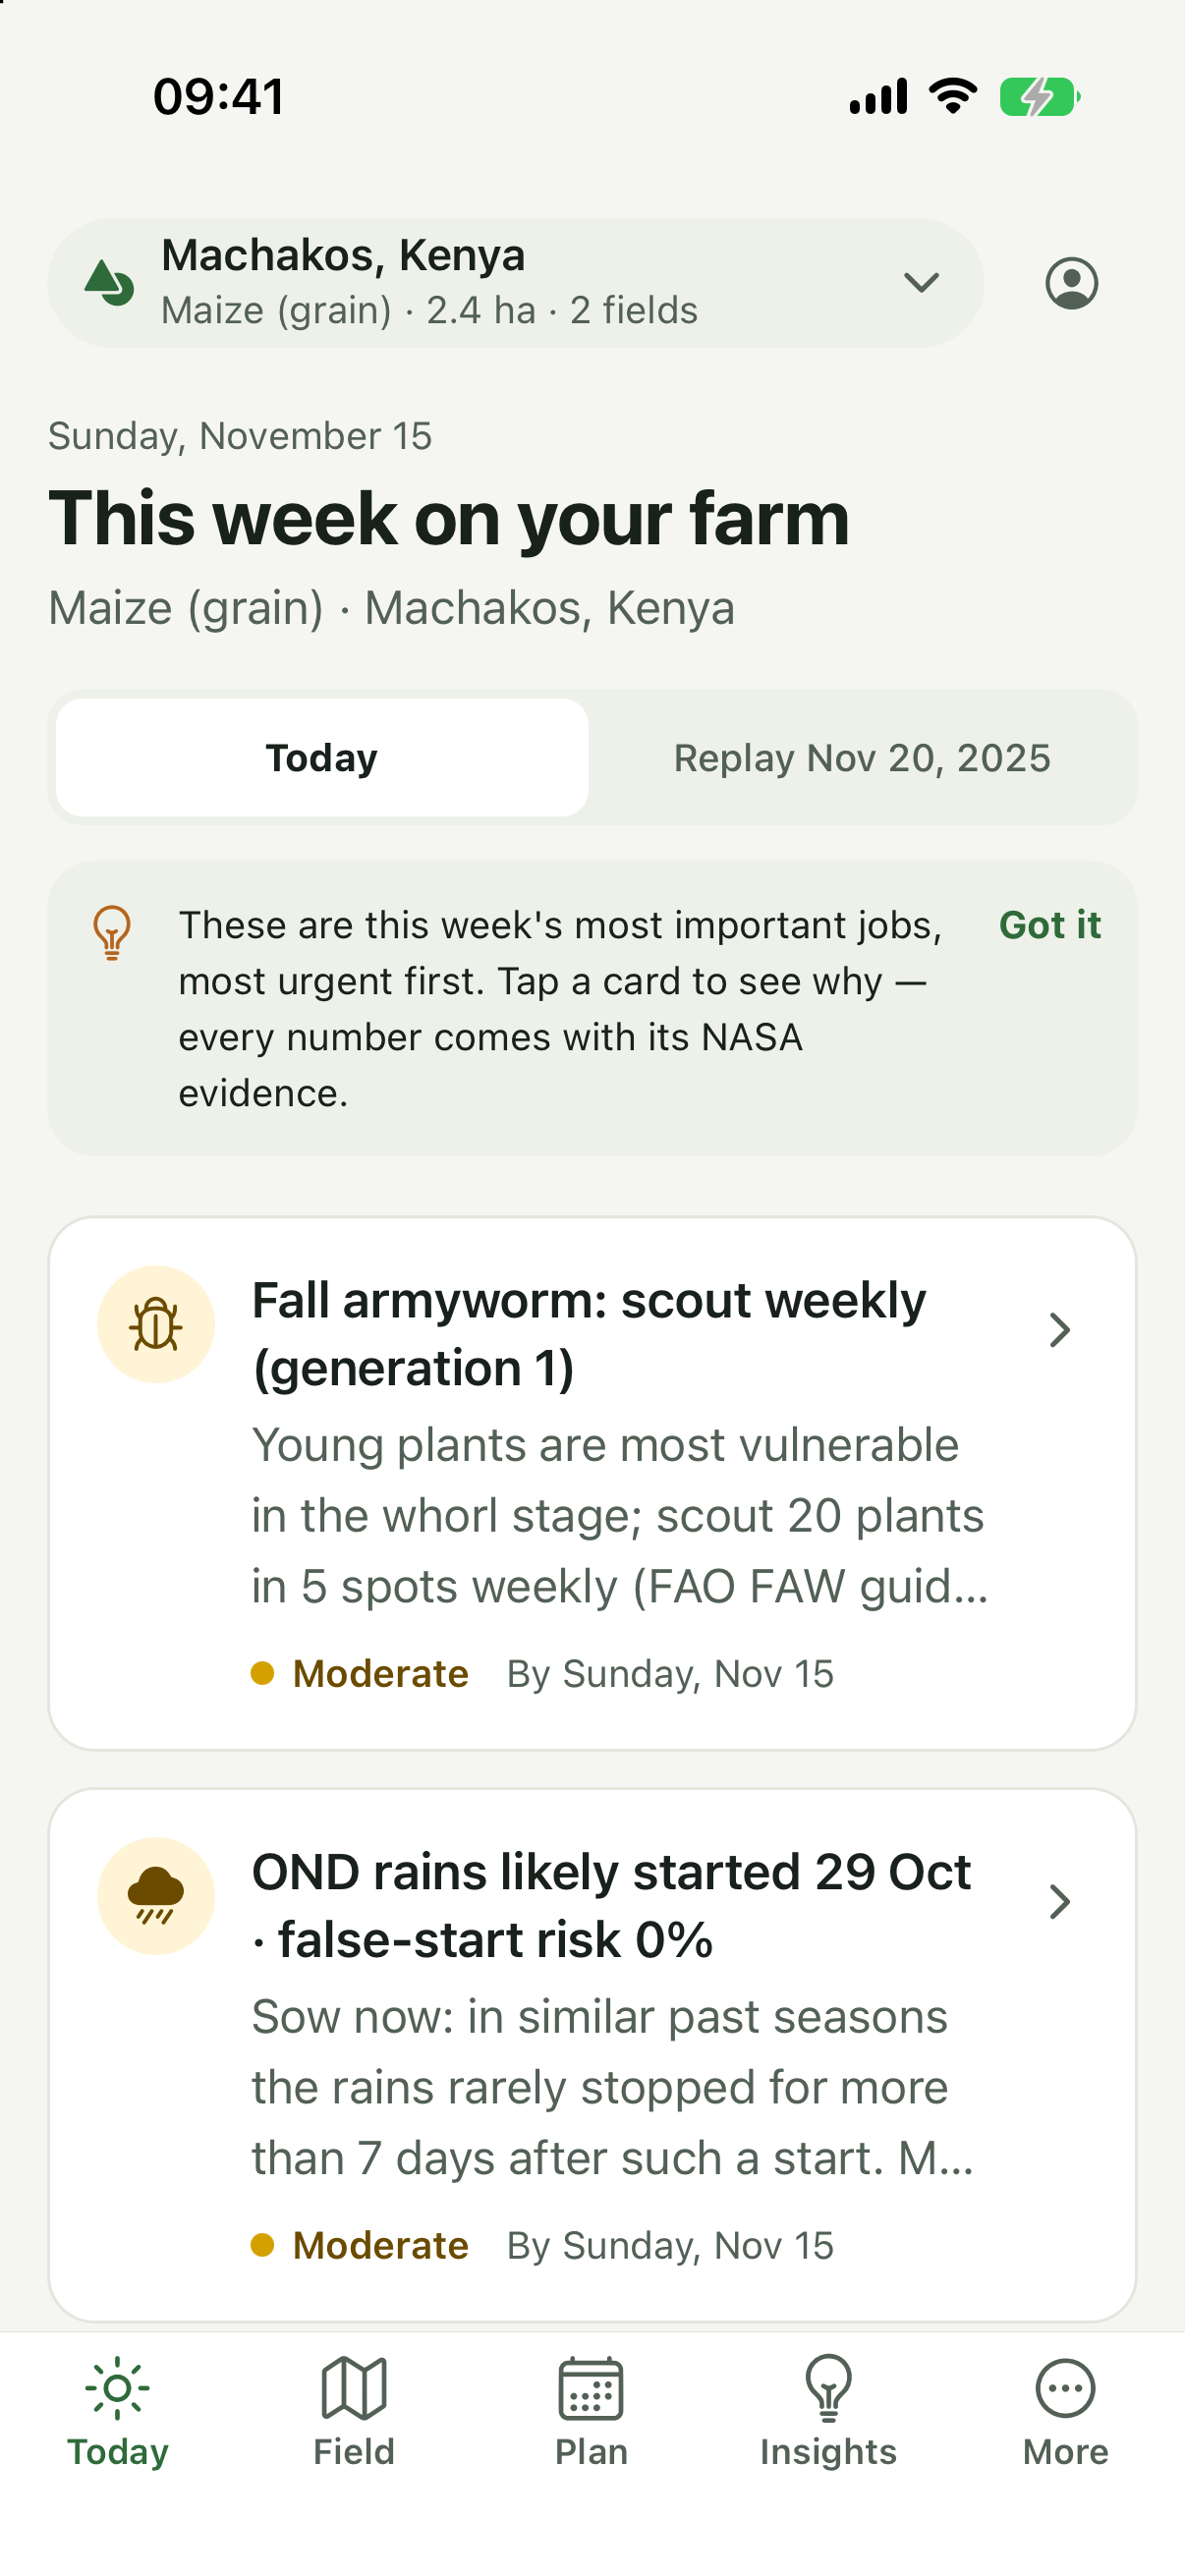 09:41
Machakos, Kenya
Maize (grain) · 2.4 ha · 2 fields
Sunday, November 15
This week on your farm
Maize (grain) · Machakos, Kenya
Today
Replay Nov 20, 2025
These are this week's most important jobs,
most urgent first. Tap a card to see why —
every number comes with its NASA
evidence.
Got it
Fall armyworm: scout weekly
(generation 1)
Young plants are most vulnerable
in the whorl stage; scout 20 plants
in 5 spots weekly (FAO FAW guid...
Moderate By Sunday, Nov 15
OND rains likely started 29 Oct
· false-start risk 0%
Sow now: in similar past seasons
the rains rarely stopped for more
than 7 days after such a start. M...
Moderate By Sunday, Nov 15
Today
Field
Plan
Insights
More